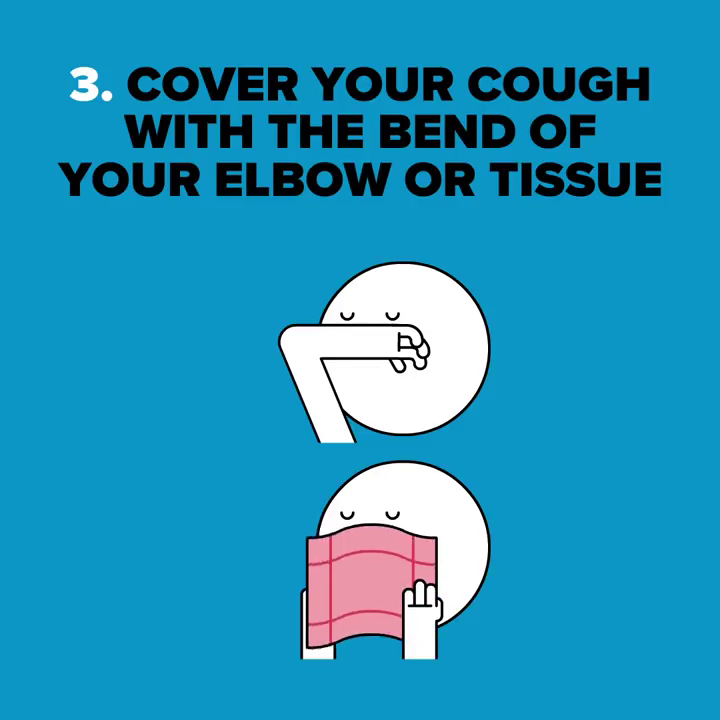 3. COVER YOUR COUGH
WITH THE BEND OF
YOUR ELBOW OR TISSUE